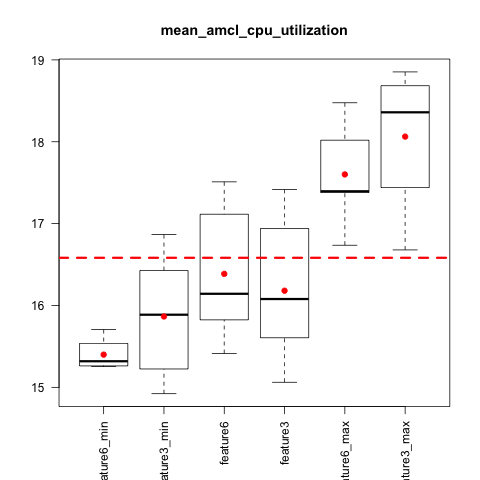 mean_amcl_cpu_utilization
19
18
17
16
15
ature6_min
ature3_min
feature6
feature3
ture6_max
ture3_max